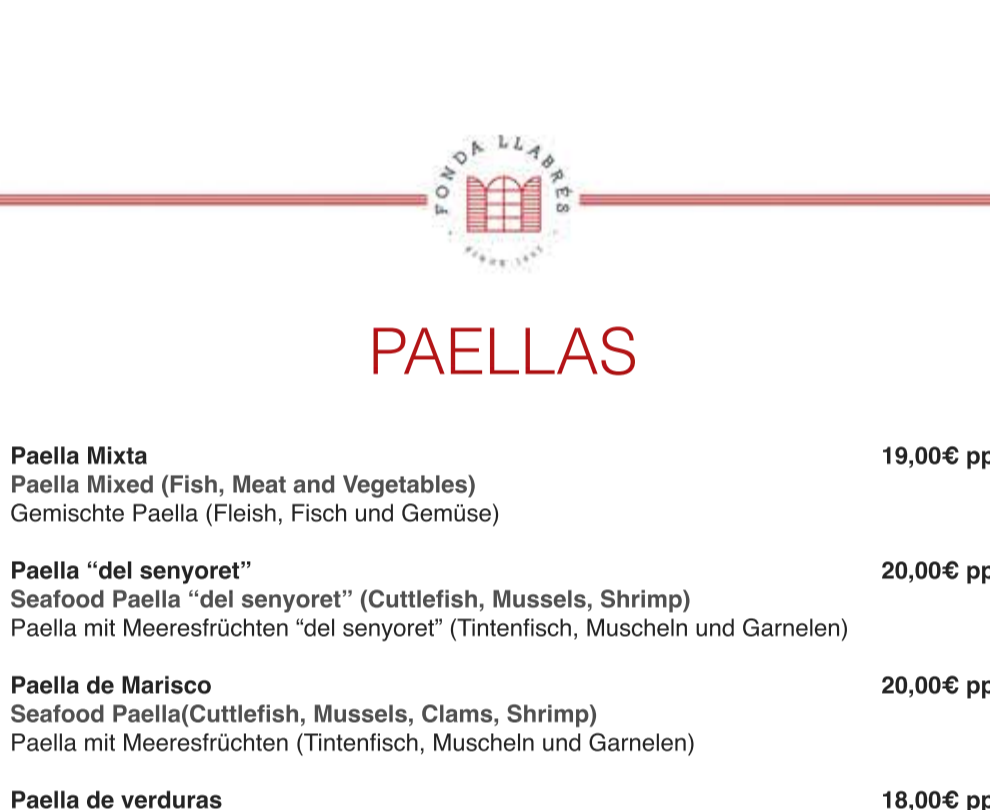 FONDA LLABRÉS
PAELLAS
Paella Mixta 19,00€ pp
Paella Mixed (Fish, Meat and Vegetables)
Gemischte Paella (Fleish, Fisch und Gemüse)
Paella “del senyoret” 20,00€ pp
Seafood Paella “del senyoret” (Cuttlefish, Mussels, Shrimp)
Paella mit Meeresfrüchten “del senyoret” (Tintenfisch, Muscheln und Garnelen)
Paella de Marisco 20,00€ pp
Seafood Paella(Cuttlefish, Mussels, Clams, Shrimp)
Paella mit Meeresfrüchten (Tintenfisch, Muscheln und Garnelen)
Paella de verduras 18,00€ pp